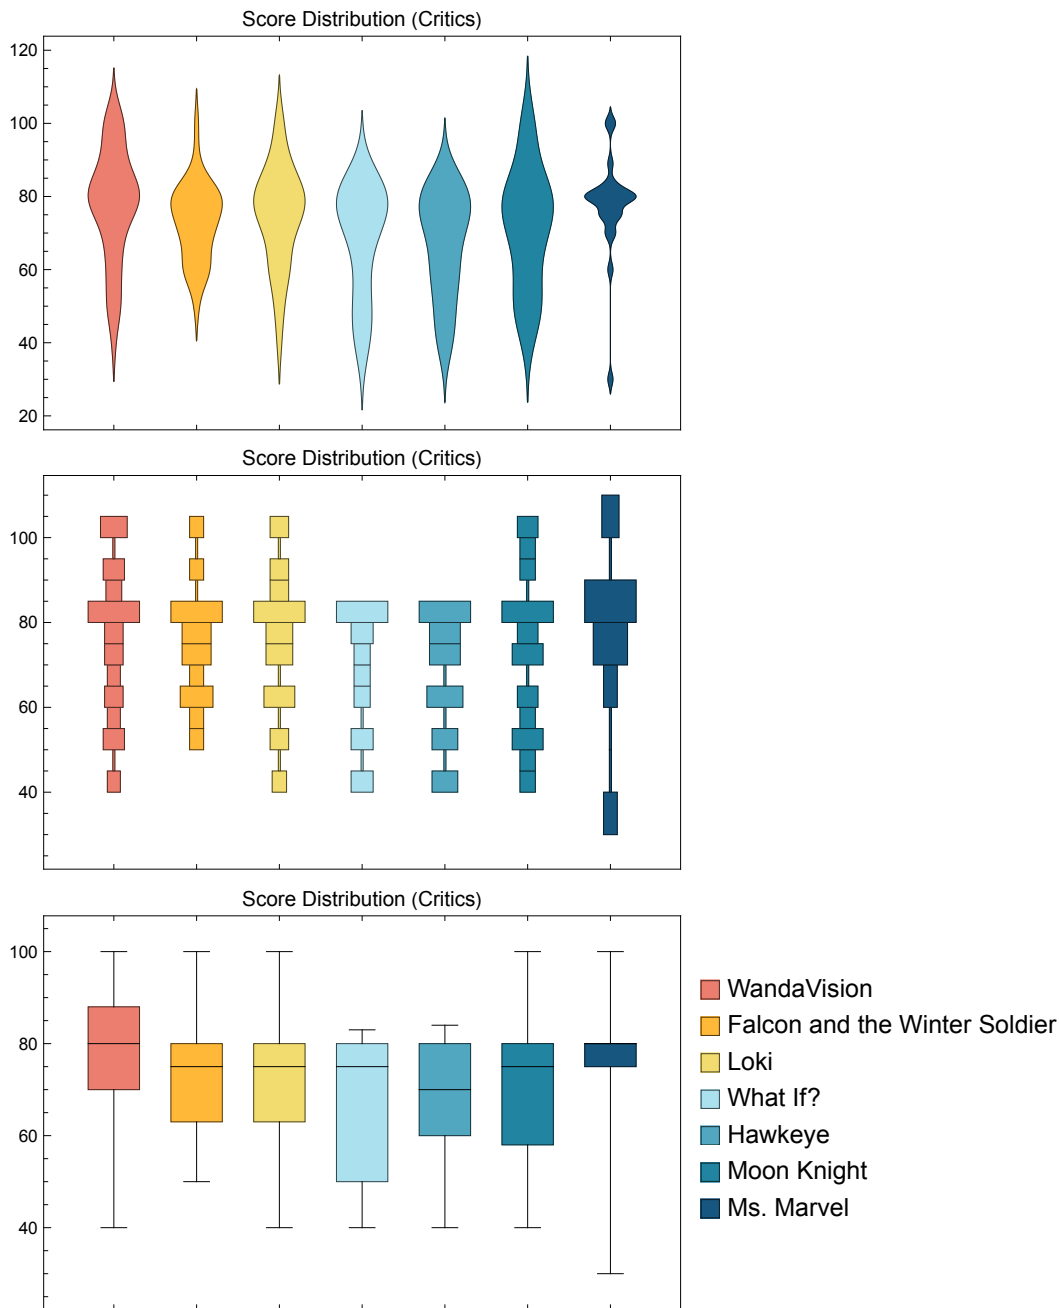 Score Distribution (Critics)
120
100
80
60
40
20
Score Distribution (Critics)
100
80
60
40
Score Distribution (Critics)
100
80
60
40
WandaVision
Falcon and the Winter Soldier
Loki
What If?
Hawkeye
Moon Knight
Ms. Marvel